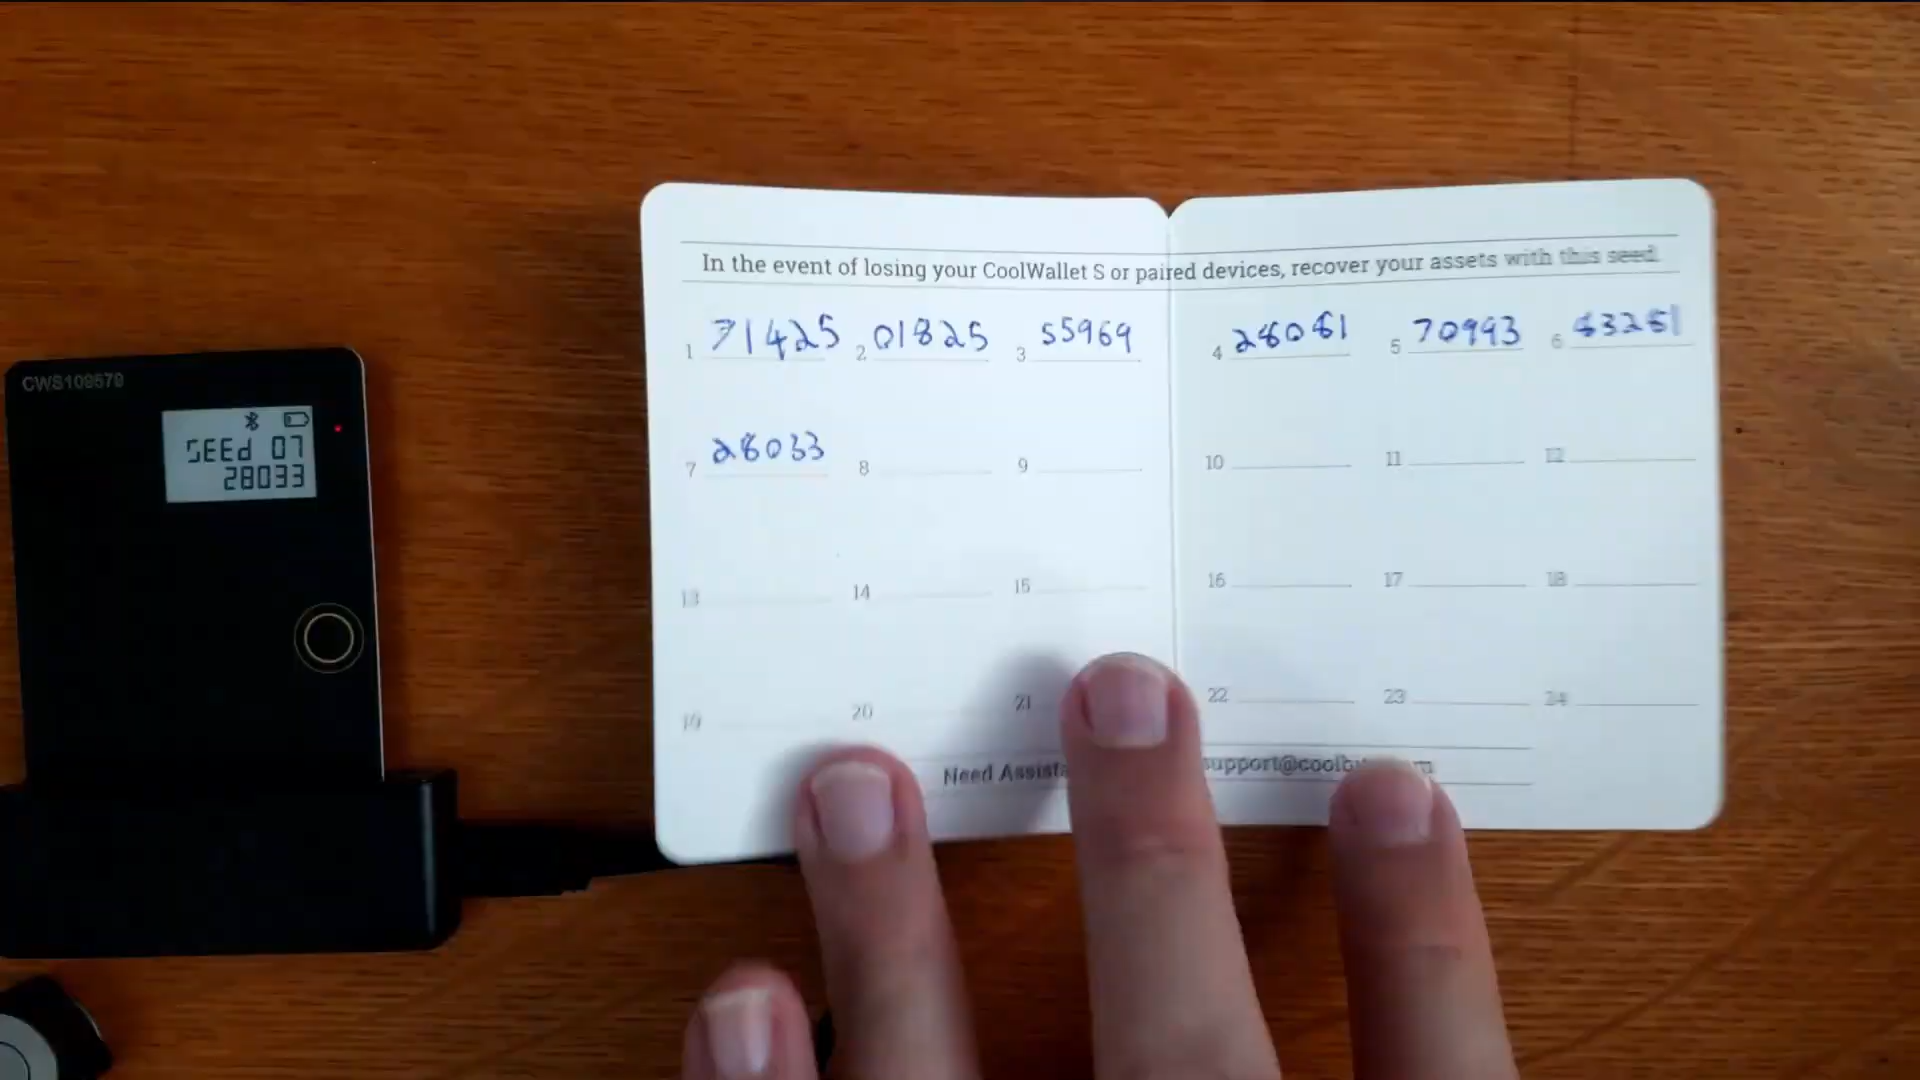 CWS109579
SEEd 07
28033
In the event of losing your CoolWallet S or paired devices, recover your assets with this seed.
1 71425 2 01825 3 55969 4 5 6
7 28033 8 9 10 11 12
13 14 15 16 17 18
19 20 21 22 23 24
Need